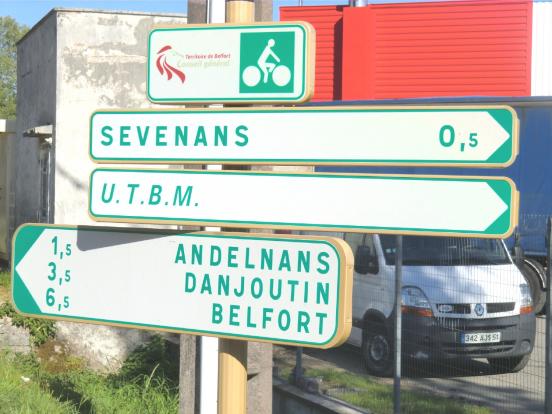 Territoire de Belfort
Conseil général
SEVENANS 0,5
U.T.B.M.
1,5 ANDELNANS
3,5 DANJOUTIN
6,5 BELFORT
342 AJS 51